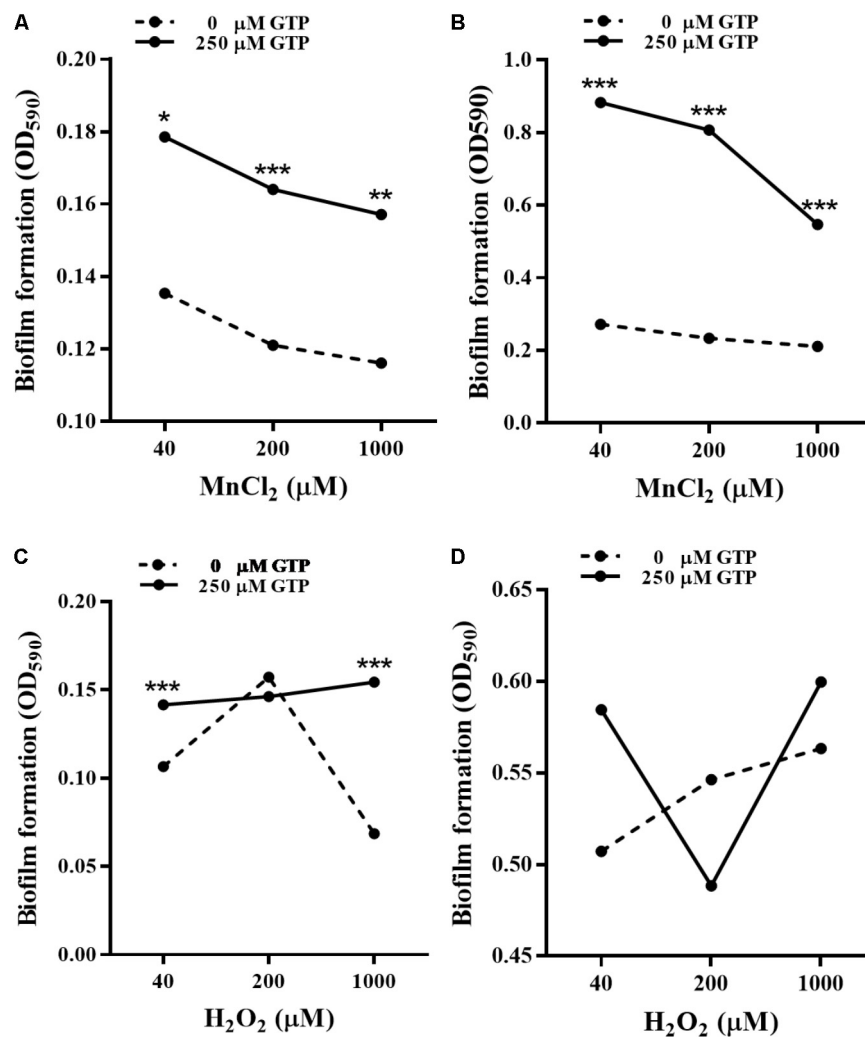 A
0 μM GTP
250 μM GTP
Biofilm formation (OD590)
0.20
0.18
0.16
0.14
0.12
0.10
*
***
**
40 200 1000
MnCl2 (μM)
B
0 μM GTP
250 μM GTP
Biofilm formation (OD590)
1.0
0.8
0.6
0.4
0.2
0.0
***
***
***
40 200 1000
MnCl2 (μM)
C
0 μM GTP
250 μM GTP
Biofilm formation (OD590)
0.20
0.15
0.10
0.05
0.00
***
***
40 200 1000
H2O2 (μM)
D
0 μM GTP
250 μM GTP
Biofilm formation (OD590)
0.65
0.60
0.55
0.50
0.45
40 200 1000
H2O2 (μM)